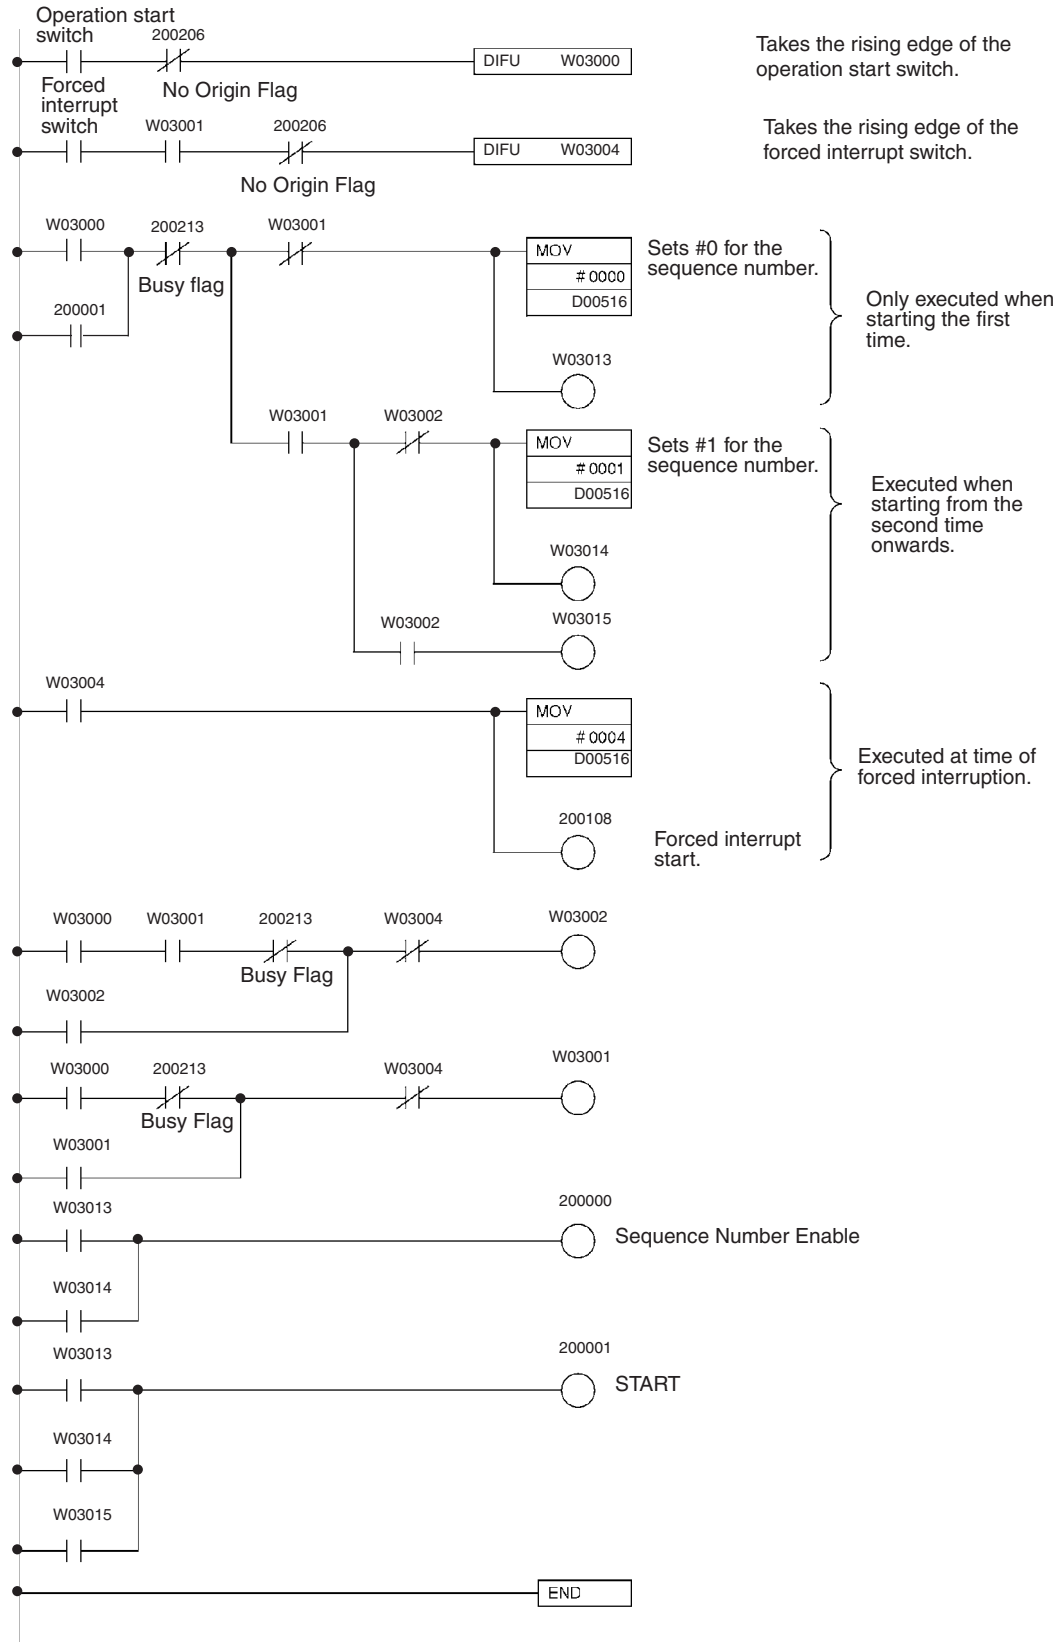 Operation start
switch
200206
DIFU W03000
No Origin Flag
Takes the rising edge of the
operation start switch.
Forced
interrupt
switch
W03001
200206
DIFU W03004
No Origin Flag
Takes the rising edge of the
forced interrupt switch.
W03000
200213
W03001
Busy flag
200001
MOV
# 0000
D00516
Sets #0 for the
sequence number.
Only executed when
starting the first
time.
W03013
W03001
W03002
MOV
# 0001
D00516
Sets #1 for the
sequence number.
Executed when
starting from the
second time
onwards.
W03014
W03002
W03015
W03004
MOV
# 0004
D00516
Executed at time of
forced interruption.
200108
Forced interrupt
start.
W03000
W03001
200213
W03004
W03002
Busy Flag
W03002
W03000
200213
W03004
W03001
Busy Flag
W03001
W03013
200000
Sequence Number Enable
W03014
W03013
200001
START
W03014
W03015
END